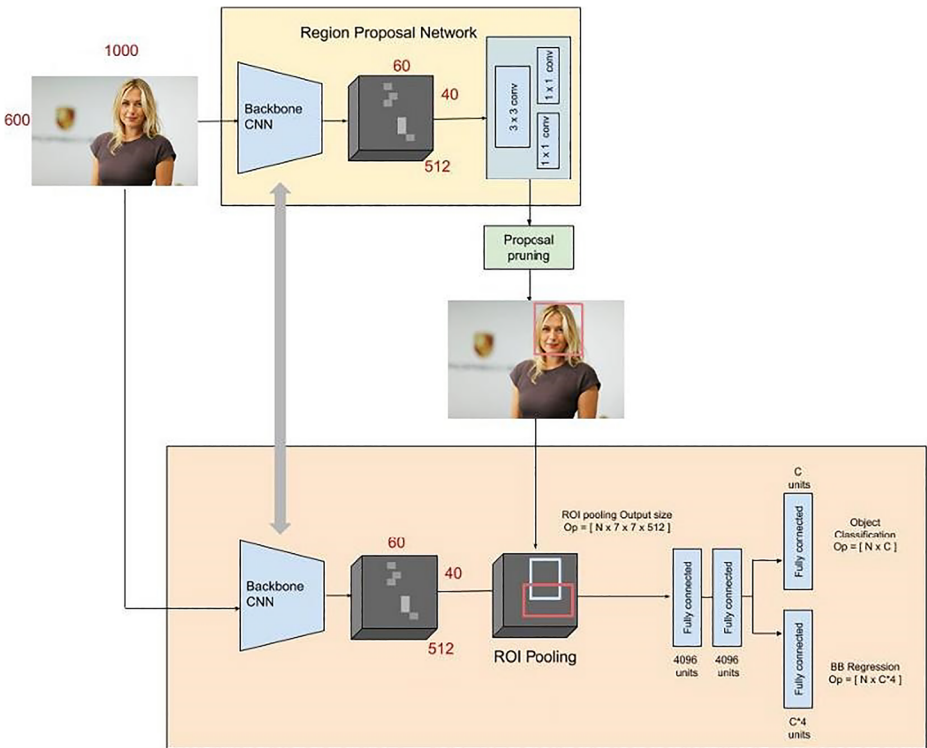 Region Proposal Network
1000
600
Backbone
CNN
60
40
512
3 x 3 conv
1 x 1 conv
1 x 1 conv
Proposal
pruning
Backbone
CNN
60
40
512
ROI Pooling
ROI pooling Output size
Op = [ N x 7 x 7 x 512 ]
Fully connected
4096
units
Fully connected
4096
units
C
units
Fully connected
Object
Classification
Op = [ N x C ]
Fully connected
C*4
units
BB Regression
Op = [ N x C*4 ]